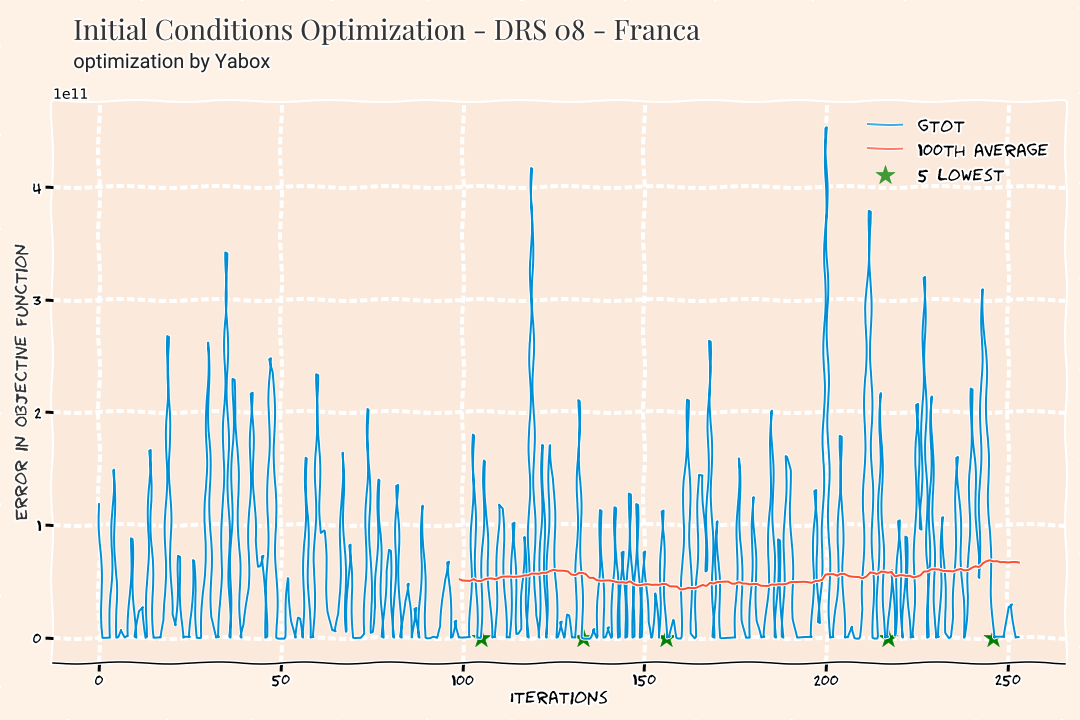 Initial Conditions Optimization - DRS 08 - Franca
optimization by Yabox
1e11
GTOT
100TH AVERAGE
5 LOWEST
4
3
2
1
0
ERROR IN OBJECTIVE FUNCTION
0 50 100 150 200 250
ITERATIONS